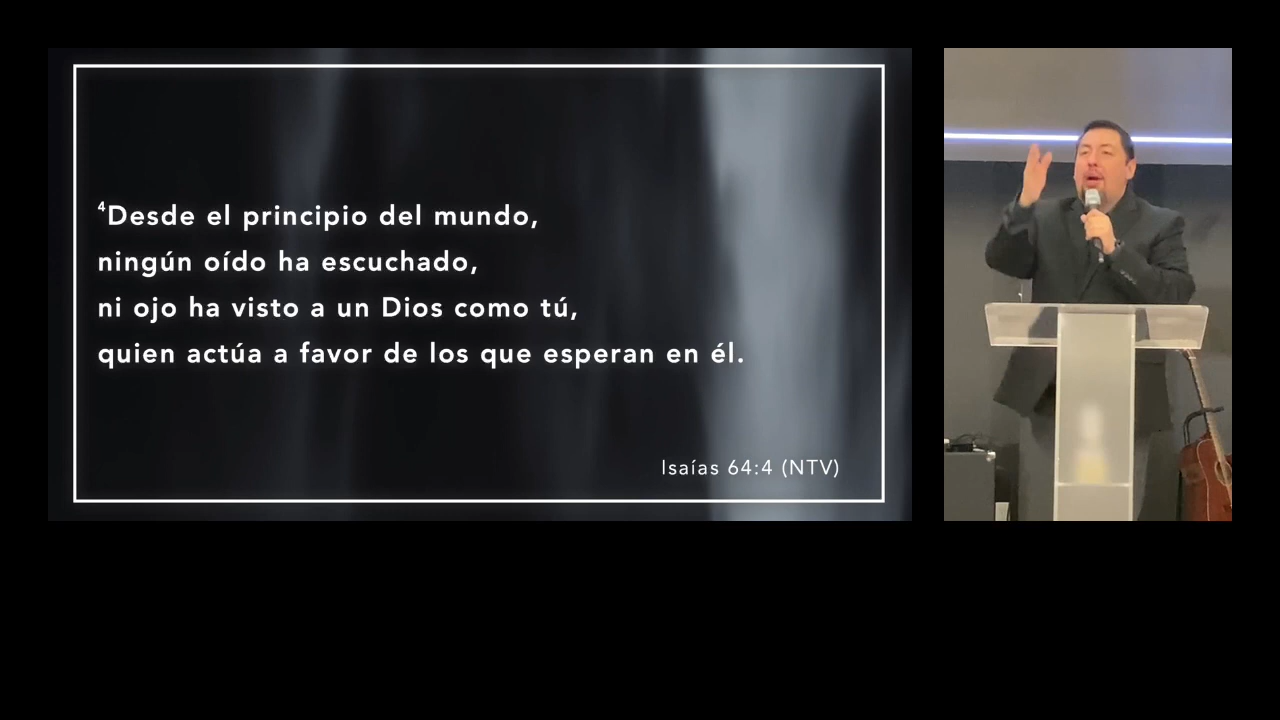 ⁴Desde el principio del mundo,
ningún oído ha escuchado,
ni ojo ha visto a un Dios como tú,
quien actúa a favor de los que esperan en él.
Isaías 64:4 (NTV)